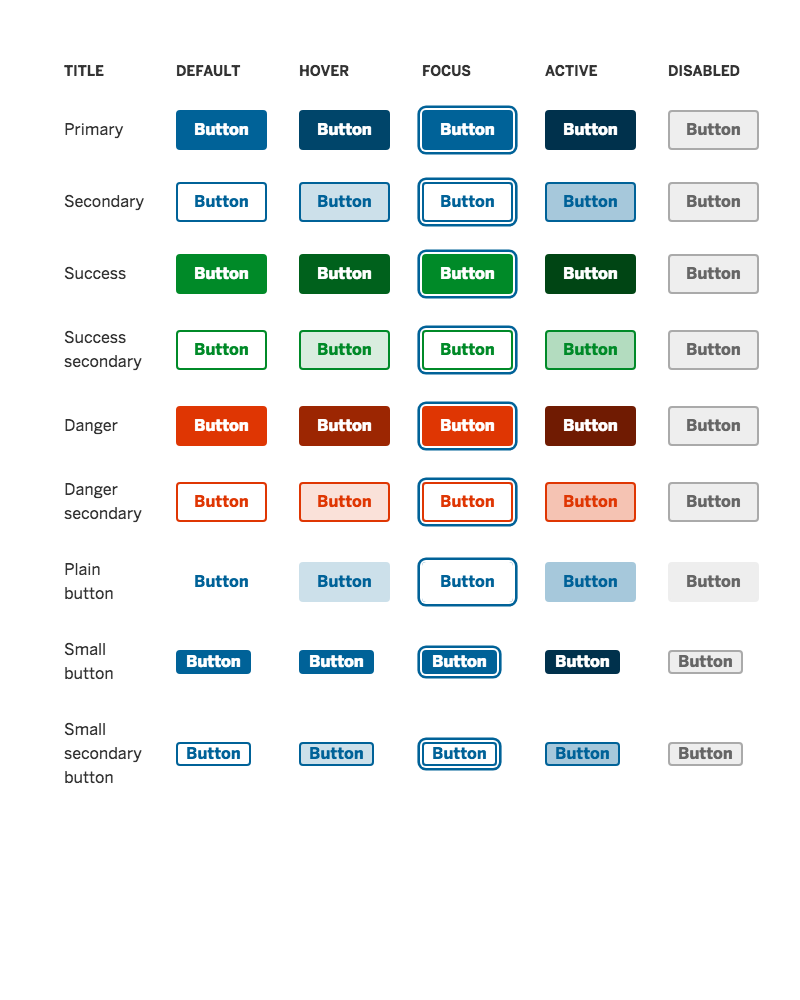 TITLE DEFAULT HOVER FOCUS ACTIVE DISABLED
Primary Button Button Button Button Button
Secondary Button Button Button Button Button
Success Button Button Button Button Button
Success
secondary Button Button Button Button Button
Danger Button Button Button Button Button
Danger
secondary Button Button Button Button Button
Plain
button Button Button Button Button Button
Small
button Button Button Button Button Button
Small
secondary Button Button Button Button Button
button